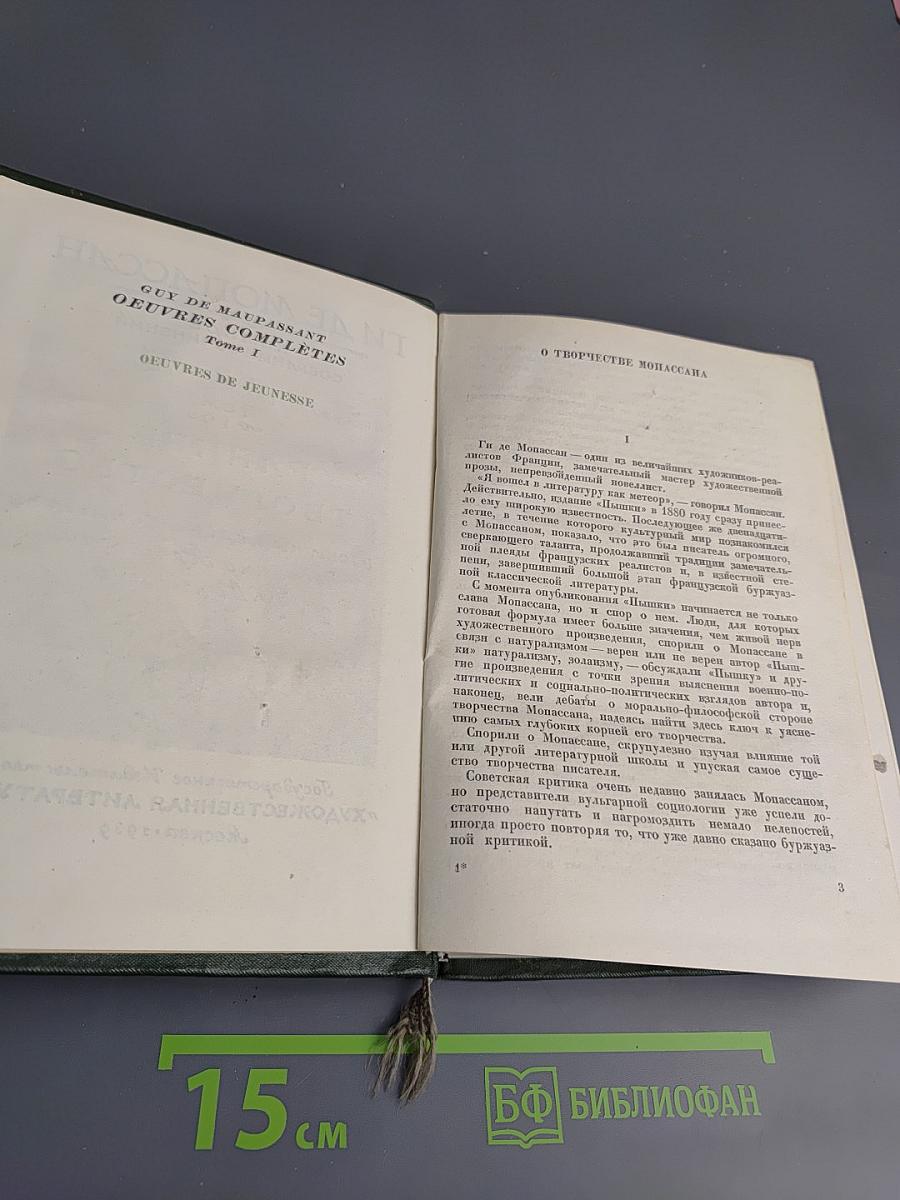 GUY DE MAUPASSANT
OEUVRES COMPLÈTES
Tome I
OEUVRES DE JEUNESSE
О ТВОРЧЕСТВЕ МОПАССАНА
I
Ги де Мопассан — один из величайших художников-реа-
листов Франции, замечательный мастер художественной
прозы, непревзойденный новеллист.
«Я вошел в литературу как метеор», — говорил Мопассан.
Действительно, издание «Пышки» в 1880 году сразу принес-
ло ему широкую известность. Последующее же двенадцати-
летие, в течение которого культурный мир познакомился
с Мопассаном, показало, что это был писатель огромного,
сверкающего таланта, продолжавший традиции замечатель-
ной плеяды французских реалистов и, в известной сте-
пени, завершивший большой этап французской буржуаз-
ной классической литературы.
С момента опубликования «Пышки» начинается не только
слава Мопассана, но и спор о нем. Люди, для которых
готовая формула имеет больше значения, чем живой нерв
художественного произведения, спорили о Мопассане в
связи с натурализмом — верен или не верен автор «Пыш-
ки» натурализму, золаизму, — обсуждали «Пышку» и дру-
гие произведения с точки зрения выяснения военно-по-
литических и социально-политических взглядов автора и,
наконец, вели дебаты о морально-философской стороне
творчества Мопассана, надеясь найти здесь ключ к уясне-
нию самых глубоких корней его творчества.
Спорили о Мопассане, скрупулезно изучая влияние той
или другой литературной школы и упуская самое суще-
ство творчества писателя.
Советская критика очень недавно занялась Мопассаном,
но представители вульгарной социологии уже успели до-
статочно напутать и нагромоздить немало нелепостей,
иногда просто повторяя то, что уже давно сказано буржуаз-
ной критикой.
1*
3
15 см
БФ БИБЛИОФАН